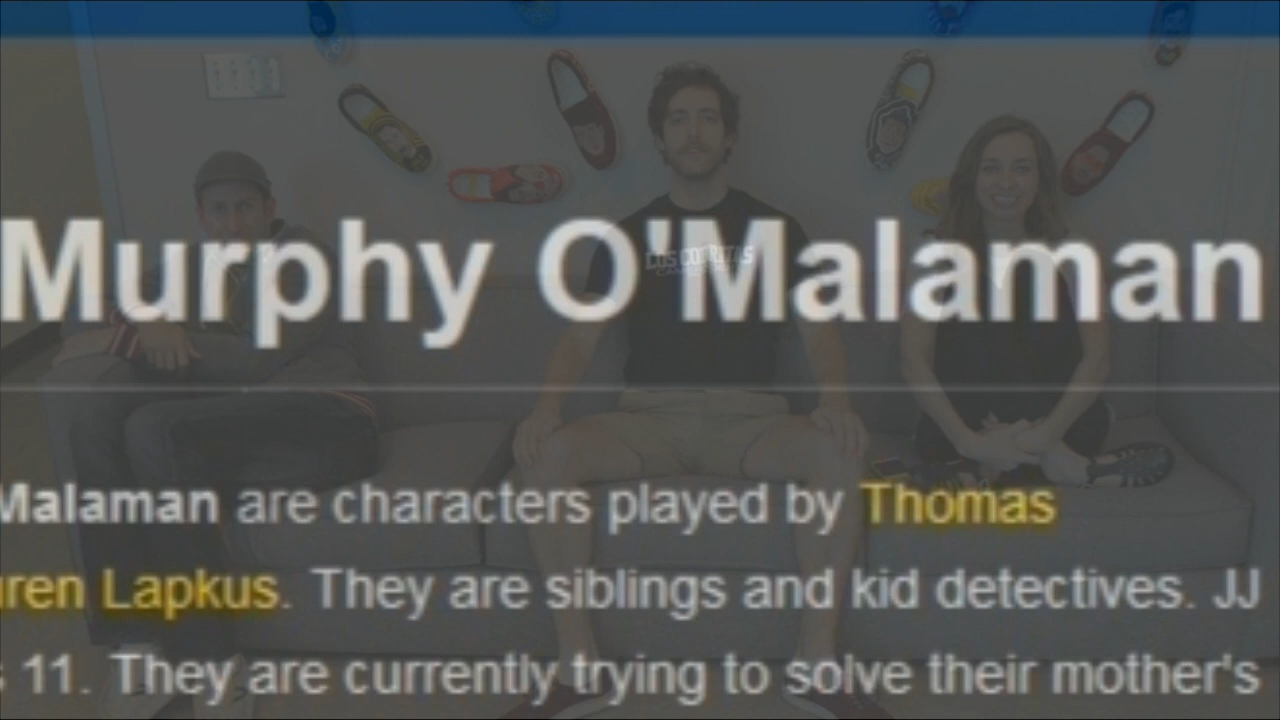 Murphy O'Malaman
Malaman are characters played by Thomas
uren Lapkus. They are siblings and kid detectives. JJ
s 11. They are currently trying to solve their mother's